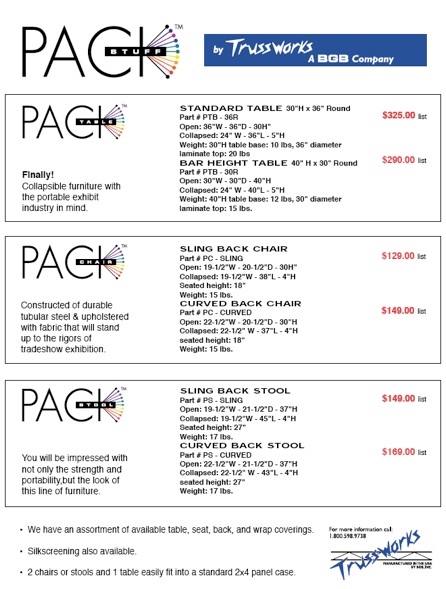 PACK STUFF ™
by TRUSSWORKS
A BGB Company
PACK TABLE ™
Finally!
Collapsible furniture with
the portable exhibit
industry in mind.
STANDARD TABLE 30"H x 36" Round
Part # PTB - 36R
Open: 36"W - 36"D - 30H"
Collapsed: 24" W - 36"L - 5"H
Weight: 30"H table base: 10 lbs, 36" diameter
laminate top: 20 lbs
$325.00 list
BAR HEIGHT TABLE 40" H x 30" Round
Part # PTB - 30R
Open: 30"W - 30"D - 40"H
Collapsed: 24" W - 40"L - 5"H
Weight: 40"H table base: 12 lbs, 30" diameter
laminate top: 15 lbs.
$290.00 list
PACK CHAIR ™
Constructed of durable
tubular steel & upholstered
with fabric that will stand
up to the rigors of
tradeshow exhibition.
SLING BACK CHAIR
Part # PC - SLING
Open: 19-1/2"W - 20-1/2"D - 30H"
Collapsed: 19-1/2"W - 38"L - 4"H
Seated height: 18"
Weight: 15 lbs.
$129.00 list
CURVED BACK CHAIR
Part # PC - CURVED
Open: 22-1/2"W - 20-1/2"D - 30"H
Collapsed: 22-1/2"W - 37"L - 4"H
seated height: 18"
Weight: 15 lbs.
$149.00 list
PACK STOOL ™
You will be impressed with
not only the strength and
portability,but the look of
this line of furniture.
SLING BACK STOOL
Part # PS - SLING
Open: 19-1/2"W - 21-1/2"D - 37"H
Collapsed: 19-1/2"W - 45"L - 4"H
Seated height: 27"
Weight: 17 lbs.
$149.00 list
CURVED BACK STOOL
Part # PS - CURVED
Open: 22-1/2"W - 21-1/2"D - 37"H
Collapsed: 22-1/2" W - 43"L - 4"H
seated height: 27"
Weight: 17 lbs.
$169.00 list
• We have an assortment of available table, seat, back, and wrap coverings.
• Silkscreening also available.
• 2 chairs or stools and 1 table easily fit into a standard 2x4 panel case.
For more information call:
1.800.598.9738
TRUSSWORKS
MANUFACTURED IN THE USA
BY BGB, INC.